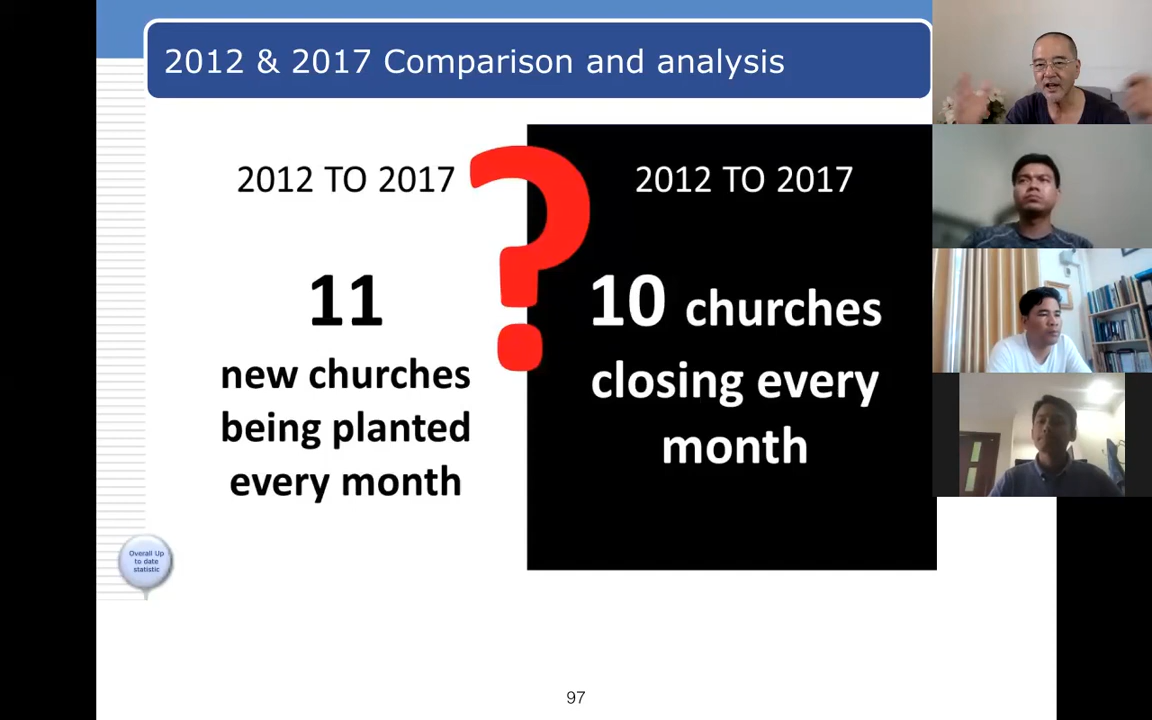 2012 & 2017 Comparison and analysis
2012 TO 2017
11
new churches
being planted
every month
?
2012 TO 2017
10 churches
closing every
month
Overall Up
to date
statistic
97